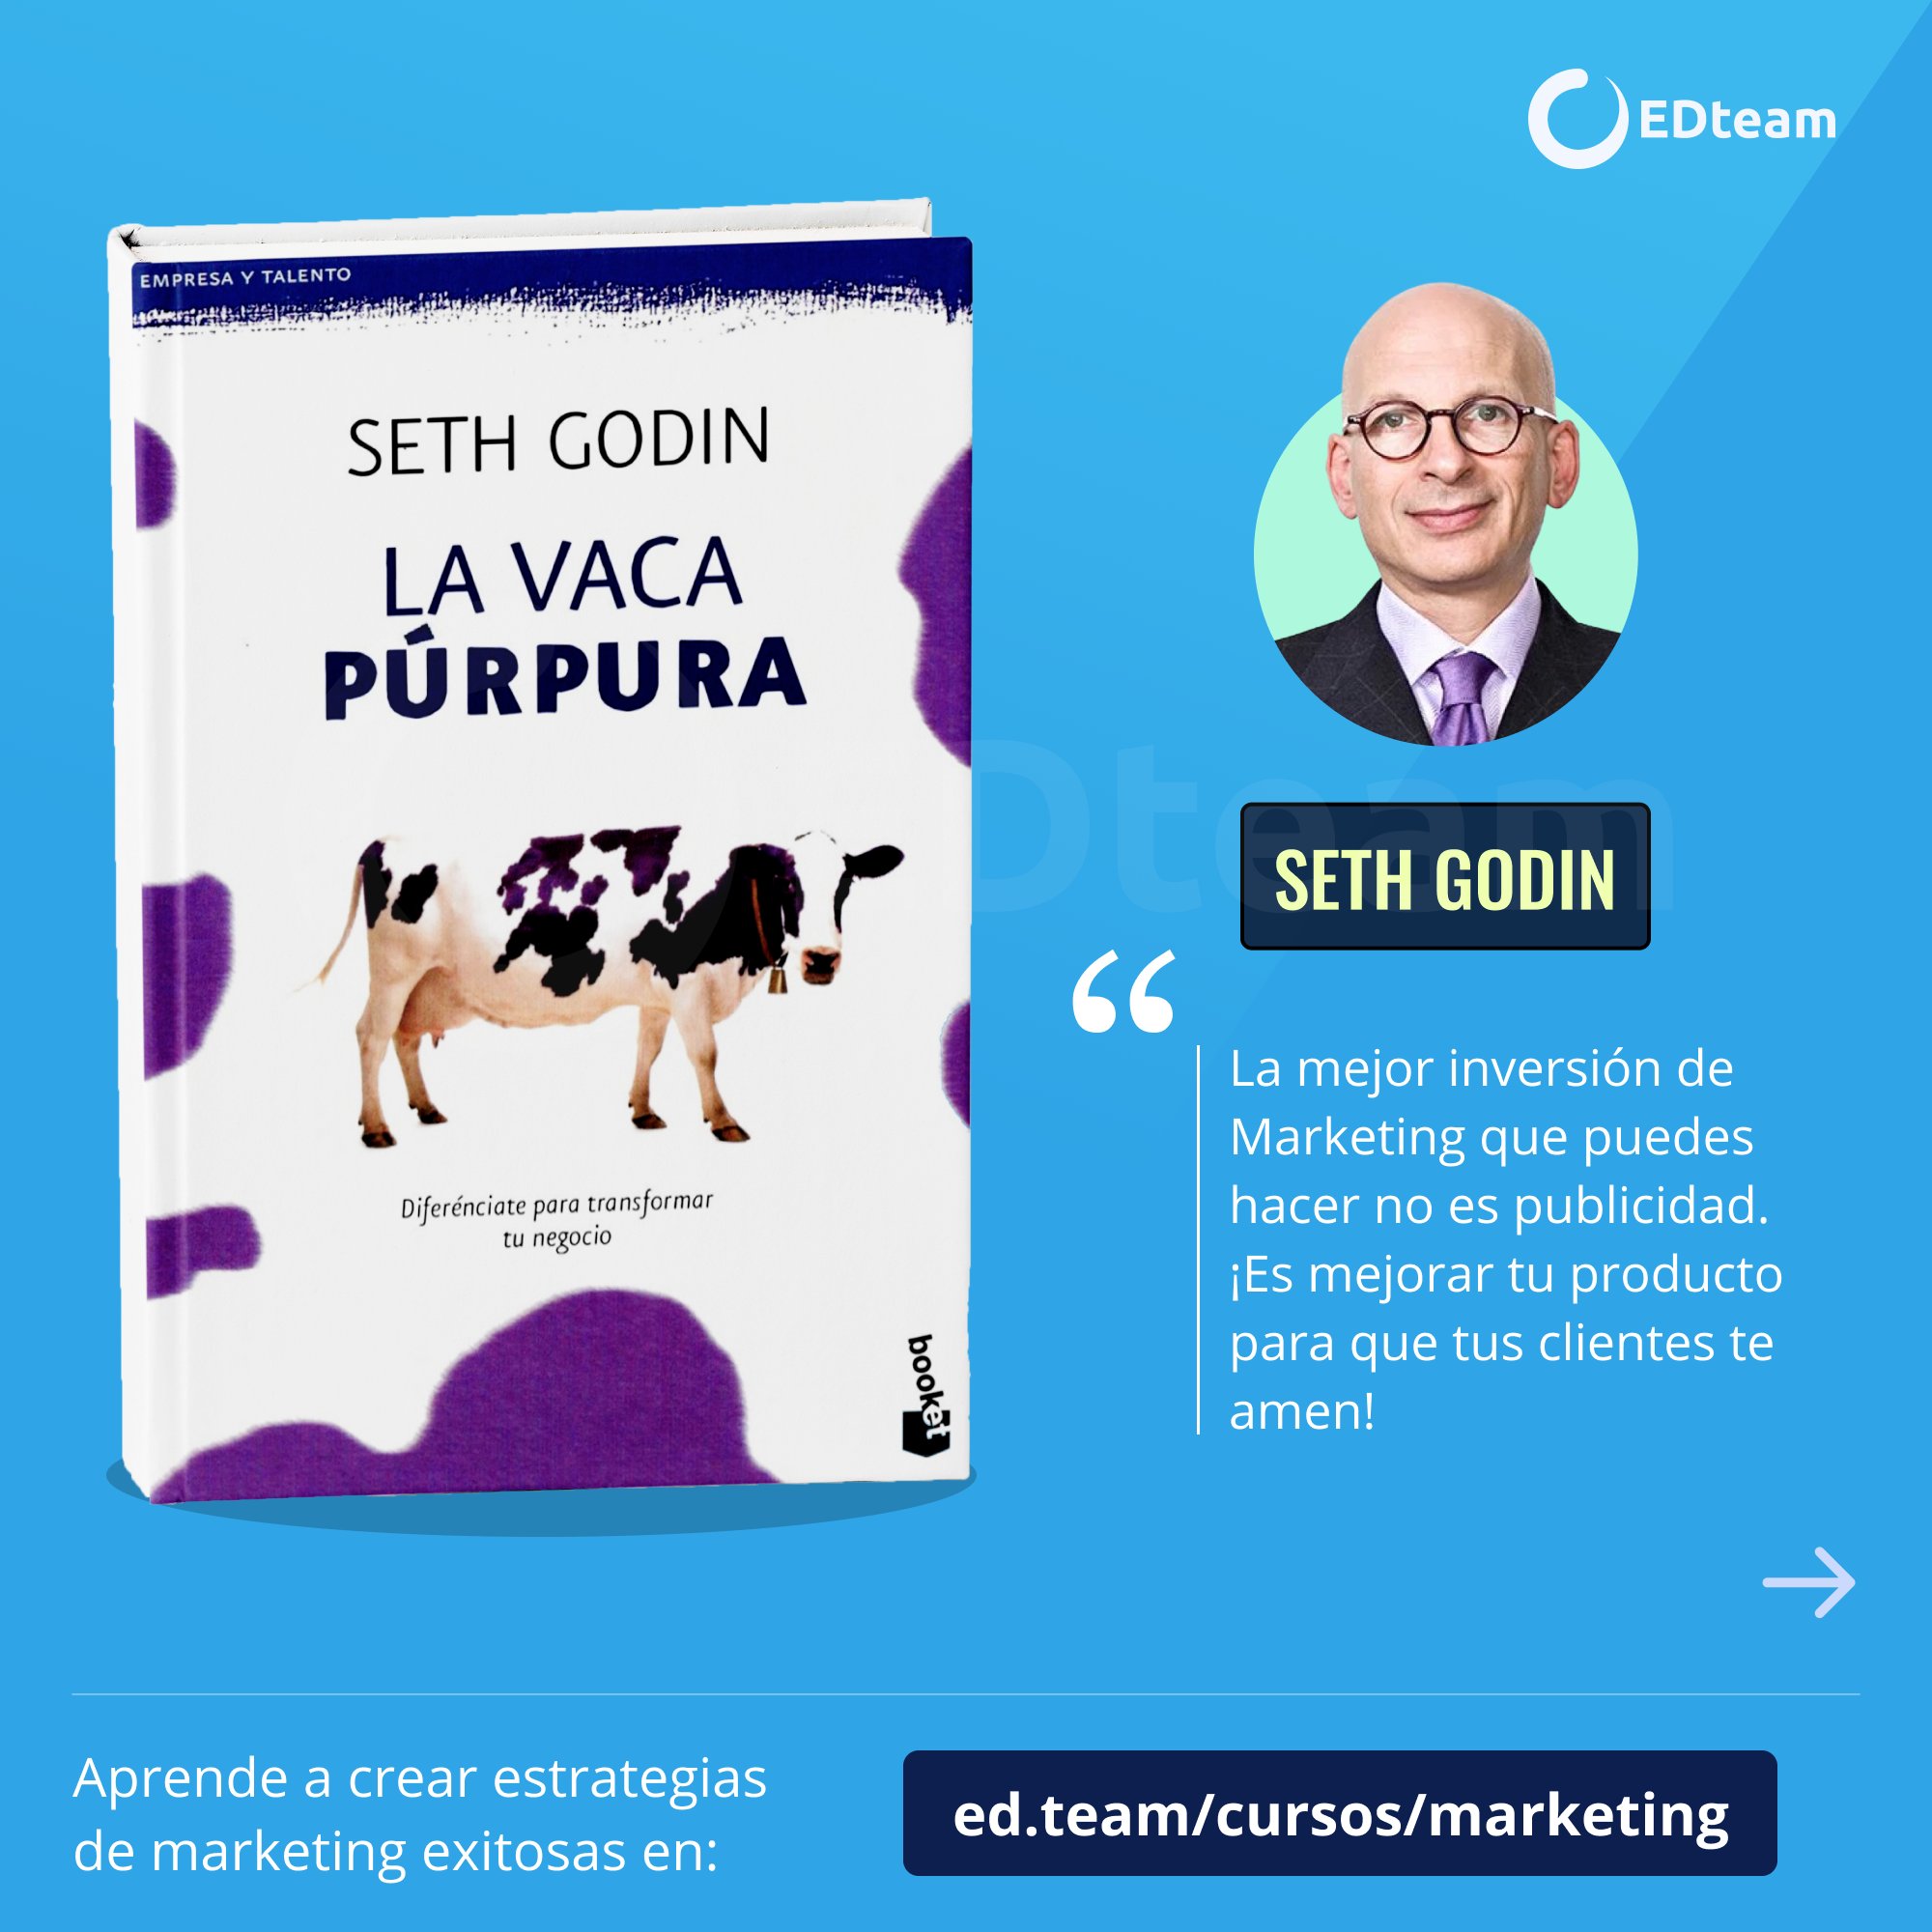 EDteam
EMPRESA Y TALENTO
SETH GODIN
LA VACA
PÚRPURA
Diferénciate para transformar
tu negocio
booket
EDteam
SETH GODIN
“
La mejor inversión de
Marketing que puedes
hacer no es publicidad.
¡Es mejorar tu producto
para que tus clientes te
amen!
Aprende a crear estrategias
de marketing exitosas en:
ed.team/cursos/marketing